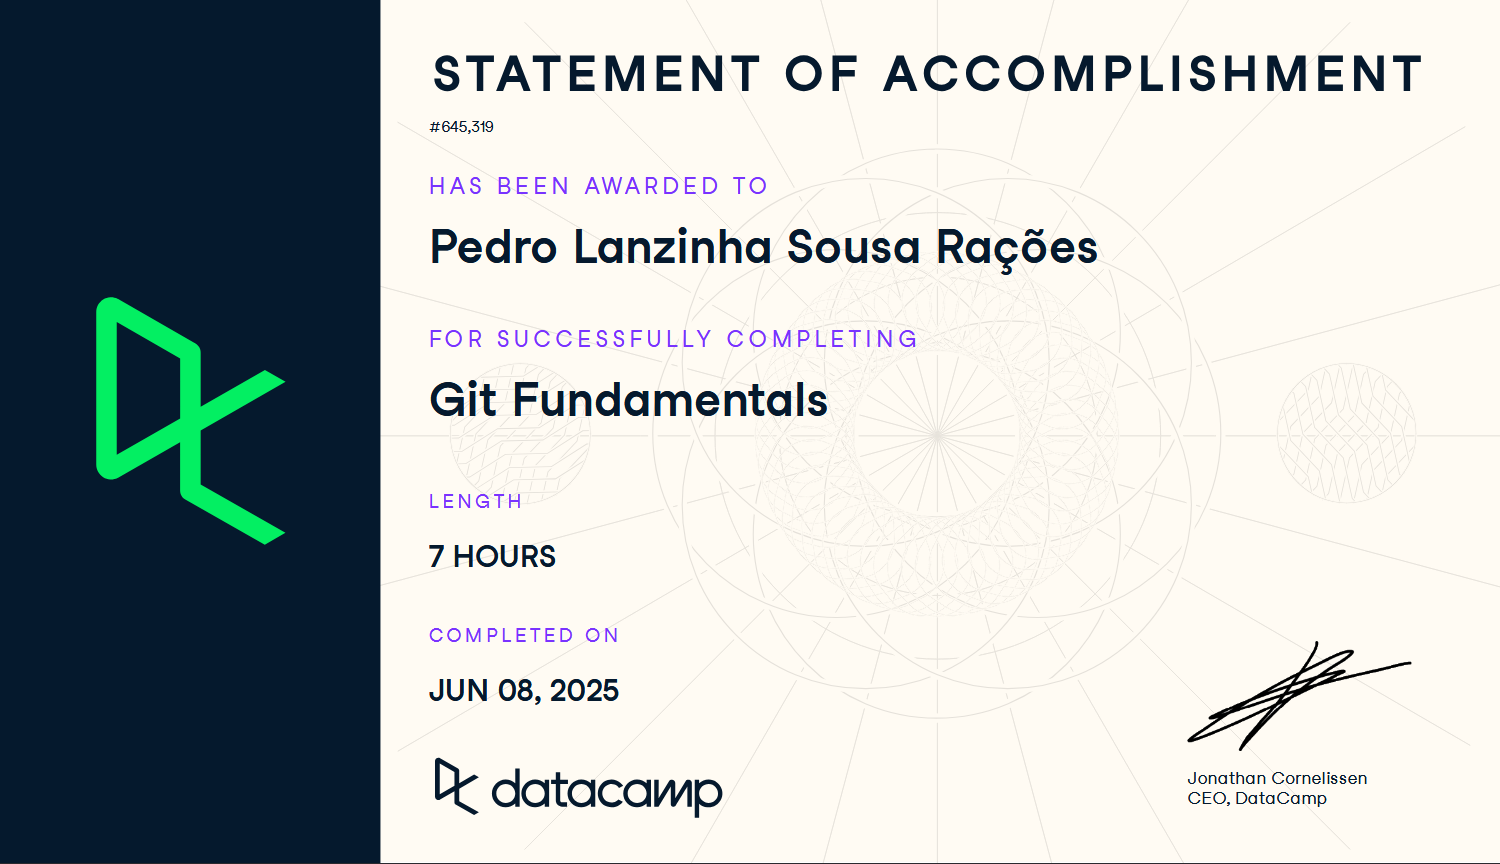 STATEMENT OF ACCOMPLISHMENT
#645,319
HAS BEEN AWARDED TO
Pedro Lanzinha Sousa Rações
FOR SUCCESSFULLY COMPLETING
Git Fundamentals
LENGTH
7 HOURS
COMPLETED ON
JUN 08, 2025
datacamp
Jonathan Cornelissen
CEO, DataCamp